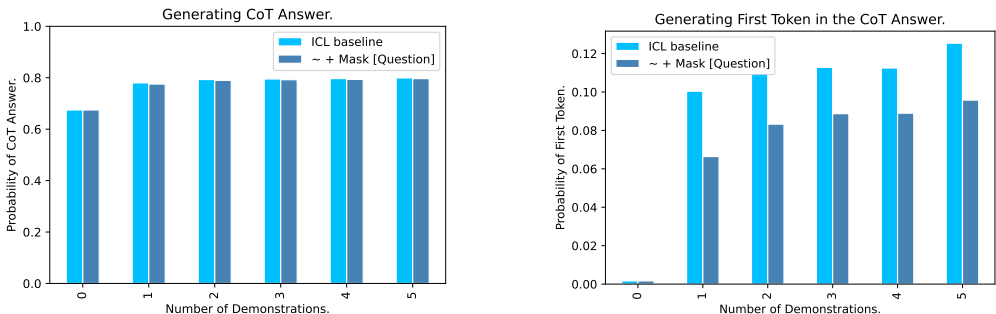 Generating CoT Answer.
1.0
0.8
0.6
0.4
0.2
0.0
Probability of CoT Answer.
ICL baseline
~ + Mask [Question]
0 1 2 3 4 5
Number of Demonstrations.
Generating First Token in the CoT Answer.
0.12
0.10
0.08
0.06
0.04
0.02
0.00
Probability of First Token.
ICL baseline
~ + Mask [Question]
0 1 2 3 4 5
Number of Demonstrations.